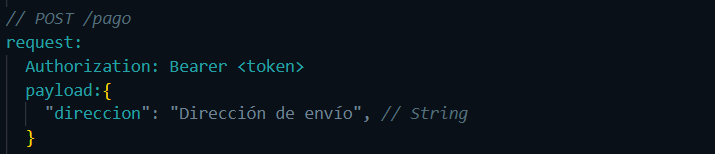 // POST /pago
request:
Authorization: Bearer <token>
payload:{
"direccion": "Dirección de envío", // String
}